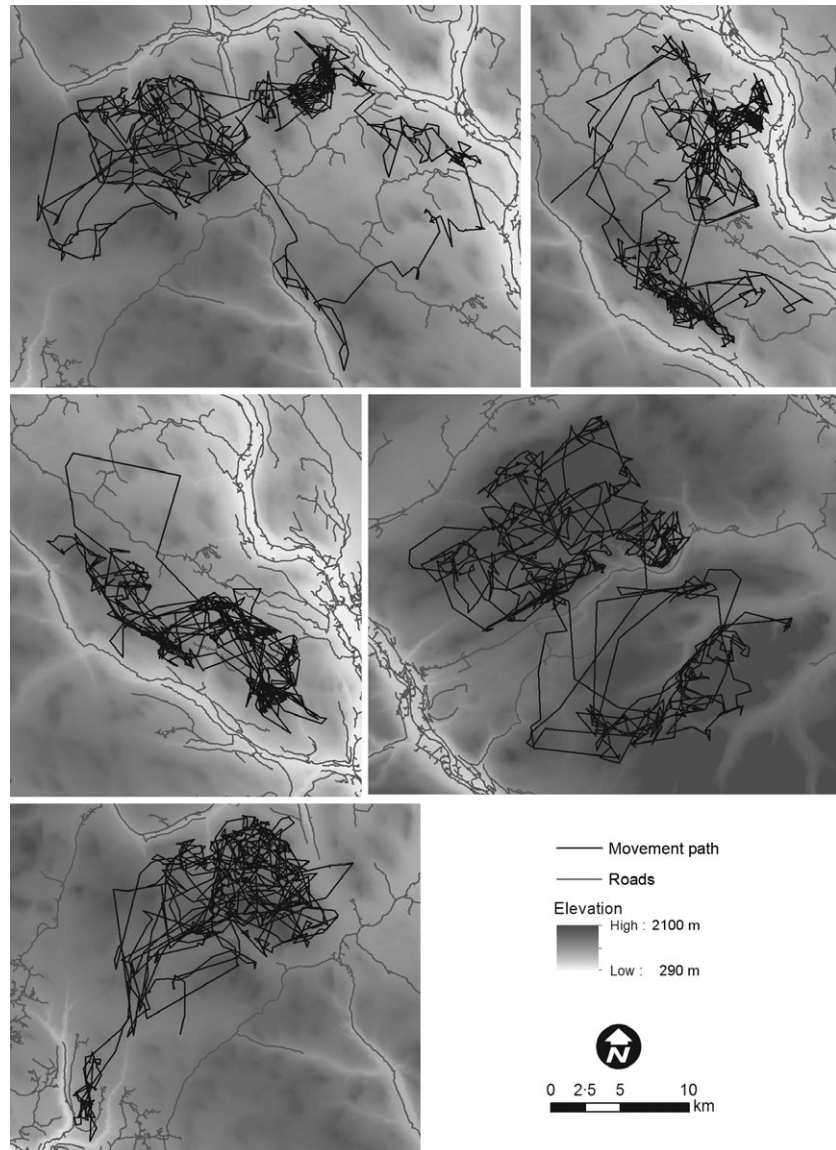 Movement path
Roads
Elevation
High : 2100 m
Low : 290 m
N
0 2·5 5 10
km